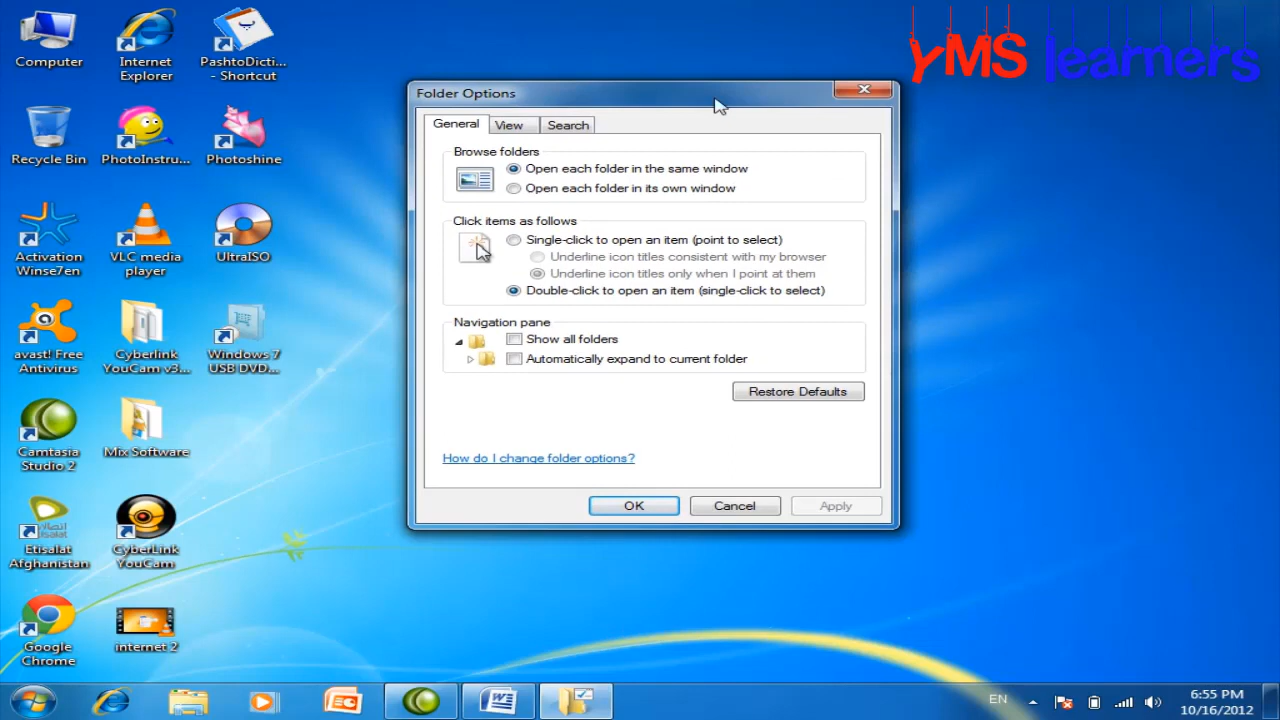 Computer
Internet
Explorer
PashtoDicti...
- Shortcut
YMS learners
Recycle Bin
PhotoInstru...
Photoshine
Activation
Winse7en
VLC media
player
UltraISO
avast! Free
Antivirus
Cyberlink
YouCam v3...
Windows 7
USB DVD...
Camtasia
Studio 2
Mix Software
Etisalat
Afghanistan
CyberLink
YouCam
Google
Chrome
internet 2
Folder Options
General
View
Search
Browse folders
Open each folder in the same window
Open each folder in its own window
Click items as follows
Single-click to open an item (point to select)
Underline icon titles consistent with my browser
Underline icon titles only when I point at them
Double-click to open an item (single-click to select)
Navigation pane
Show all folders
Automatically expand to current folder
Restore Defaults
How do I change folder options?
OK
Cancel
Apply
EN
6:55 PM
10/16/2012